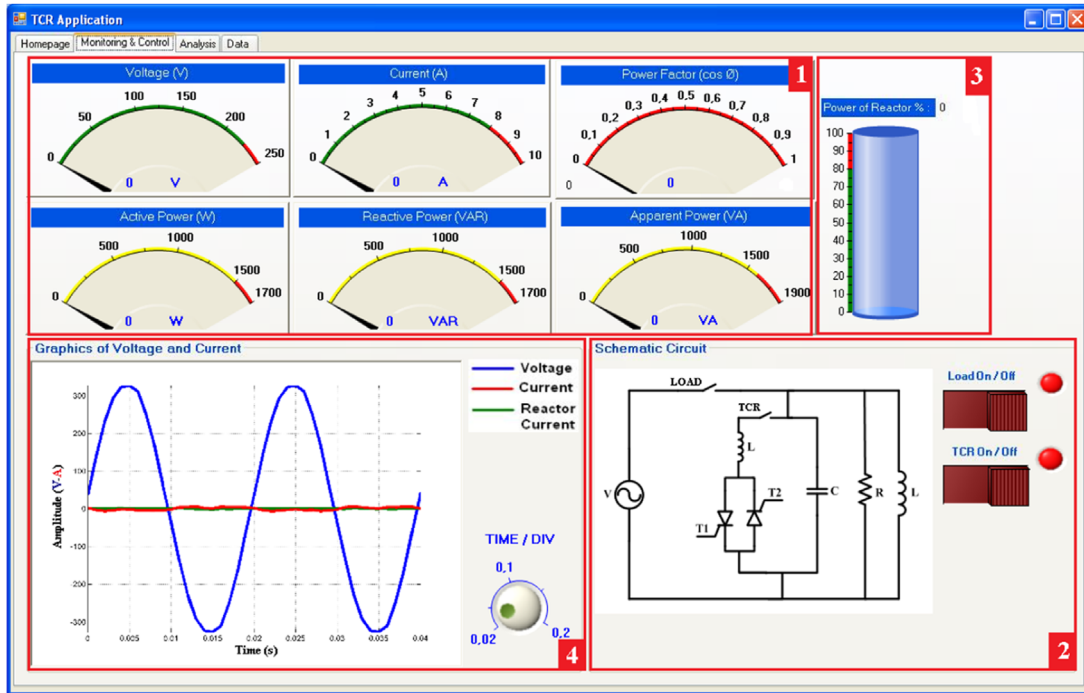 TCR Application
Homepage Monitoring & Control Analysis Data
1
Voltage (V)
0 50 100 150 200 250
0 V
Current (A)
0 1 2 3 4 5 6 7 8 9 10
0 A
Power Factor (cos Ø)
0 0,1 0,2 0,3 0,4 0,5 0,6 0,7 0,8 0,9 1
0 0
Active Power (W)
0 500 1000 1500 1700
0 W
Reactive Power (VAR)
0 500 1000 1500 1700
0 VAR
Apparent Power (VA)
0 500 1000 1500 1900
0 VA
3
Power of Reactor % : 0
100
90
80
70
60
50
40
30
20
10
0
Graphics of Voltage and Current
Voltage
Current
Reactor
Current
300
200
100
0
-100
-200
-300
Amplitude (V-A)
0 0.025 0.01 0.015 0.02 0.025 0.03 0.035 0.04
Time (s)
TIME / DIV
0,02 0,1 0,2
4
Schematic Circuit
LOAD
TCR
L
V
T1
T2
C
R
L
Load On / Off
TCR On / Off
2